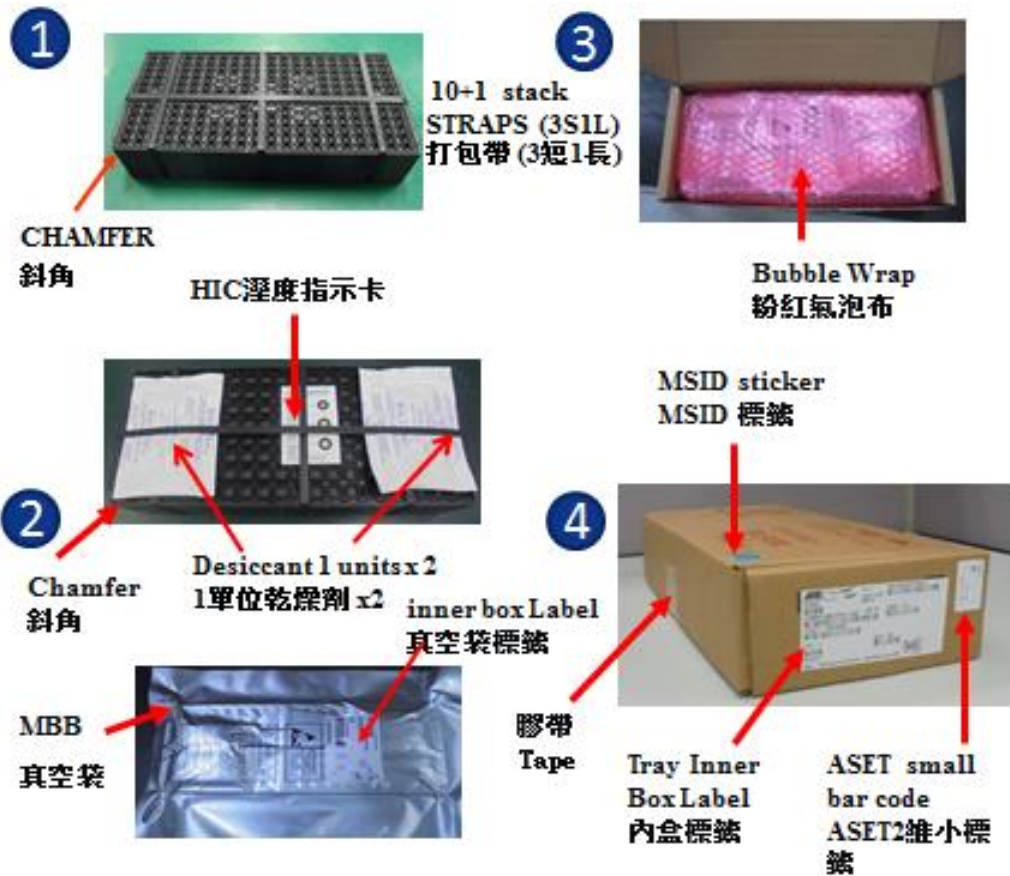 1
10+1 stack
STRAPS (3S1L)
打包帶 (3短1長)
CHAMFER
斜角
3
Bubble Wrap
粉紅氣泡布
HIC溼度指示卡
2
Chamfer
斜角
Desiccant 1 units x 2
1單位乾燥劑 x2
inner box Label
真空袋標籤
MBB
真空袋
MSID sticker
MSID 標籤
4
膠帶
Tape
Tray Inner
Box Label
內盒標籤
ASET small
bar code
ASET2維小標
籤